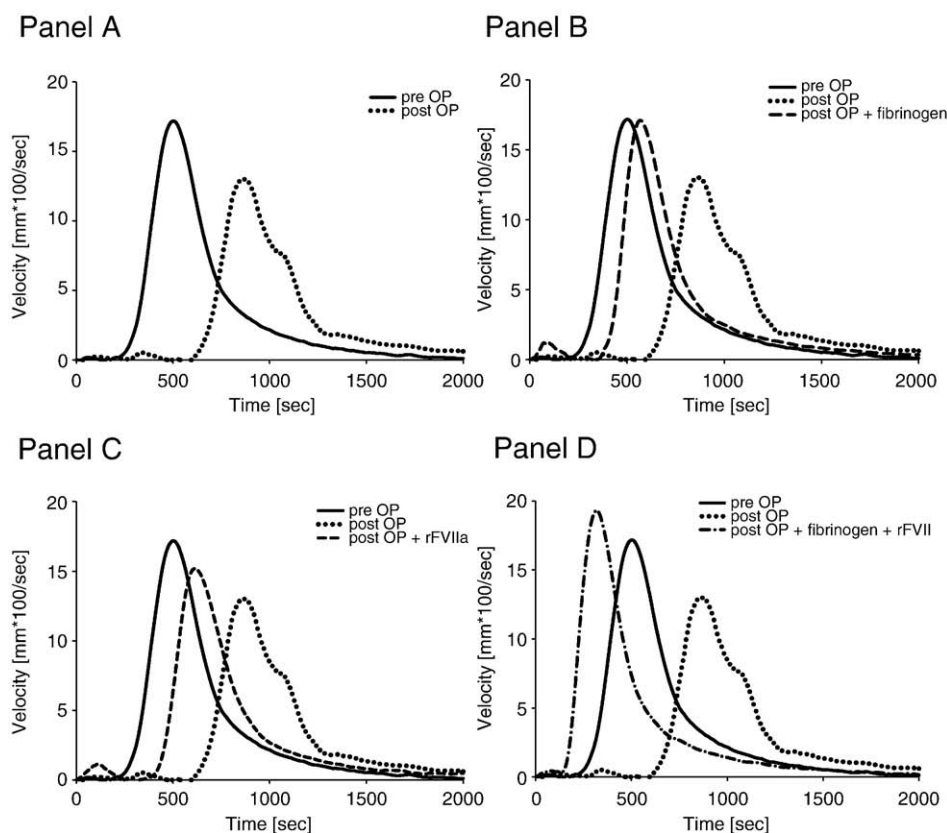 Panel A
20
15
10
5
0
Velocity [mm*100/sec]
pre OP
post OP
0 500 1000 1500 2000
Time [sec]
Panel B
20
15
10
5
0
Velocity [mm*100/sec]
pre OP
post OP
post OP + fibrinogen
0 500 1000 1500 2000
Time [sec]
Panel C
20
15
10
5
0
Velocity [mm*100/sec]
pre OP
post OP
post OP + rFVIIa
0 500 1000 1500 2000
Time [sec]
Panel D
20
15
10
5
0
Velocity [mm*100/sec]
pre OP
post OP
post OP + fibrinogen + rFVII
0 500 1000 1500 2000
Time [sec]